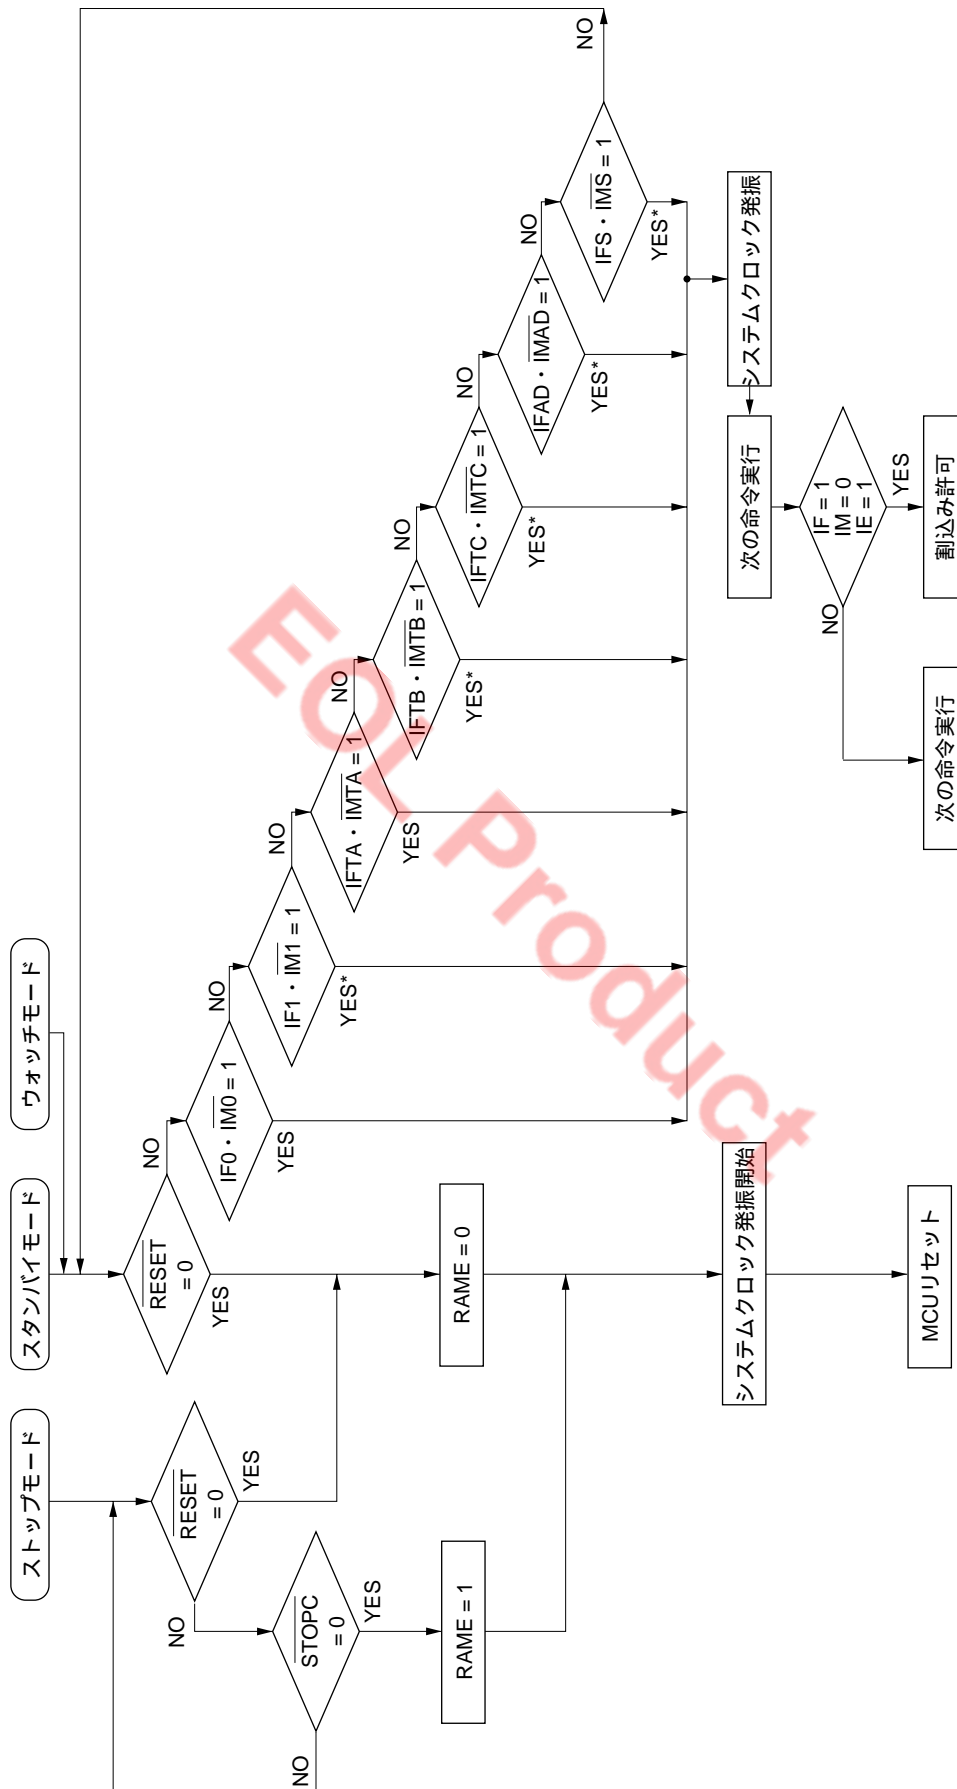 ストップモード
スタンバイモード
ウォッチモード
RESET
= 0
NO
YES
STOPC
= 0
NO
YES
RAME = 1
RESET
= 0
NO
YES
RAME = 0
システムクロック発振開始
MCUリセット
IF0・IM0 = 1
NO
YES
IF1・IM1 = 1
NO
YES*
IFTA・IMTA = 1
NO
YES
IFTB・IMTB = 1
NO
YES*
IFTC・IMTC = 1
NO
YES*
IFAD・IMAD = 1
NO
YES*
IFS・IMS = 1
NO
YES*
システムクロック発振
次の命令実行
IF = 1
IM = 0
IE = 1
NO
YES
次の命令実行
割込み許可
EOL Product